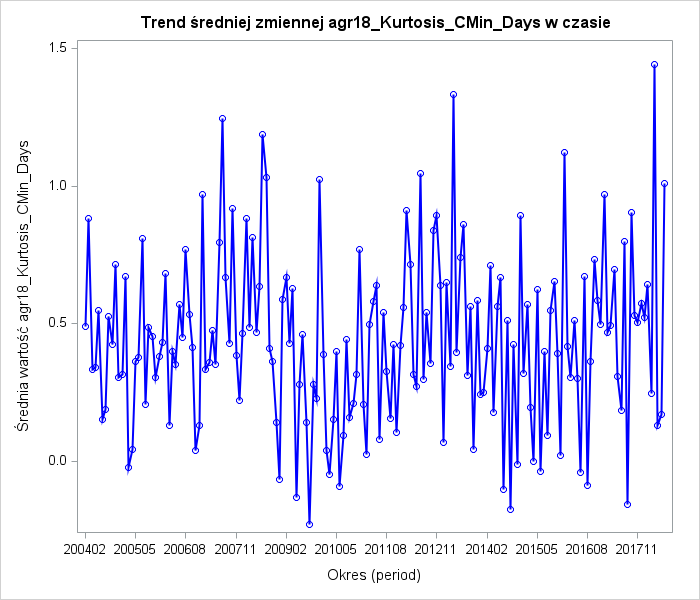 Trend średniej zmiennej agr18_Kurtosis_CMin_Days w czasie
Średnia wartość agr18_Kurtosis_CMin_Days
1.5
1.0
0.5
0.0
200402 200505 200608 200711 200902 201005 201108 201211 201402 201505 201608 201711
Okres (period)